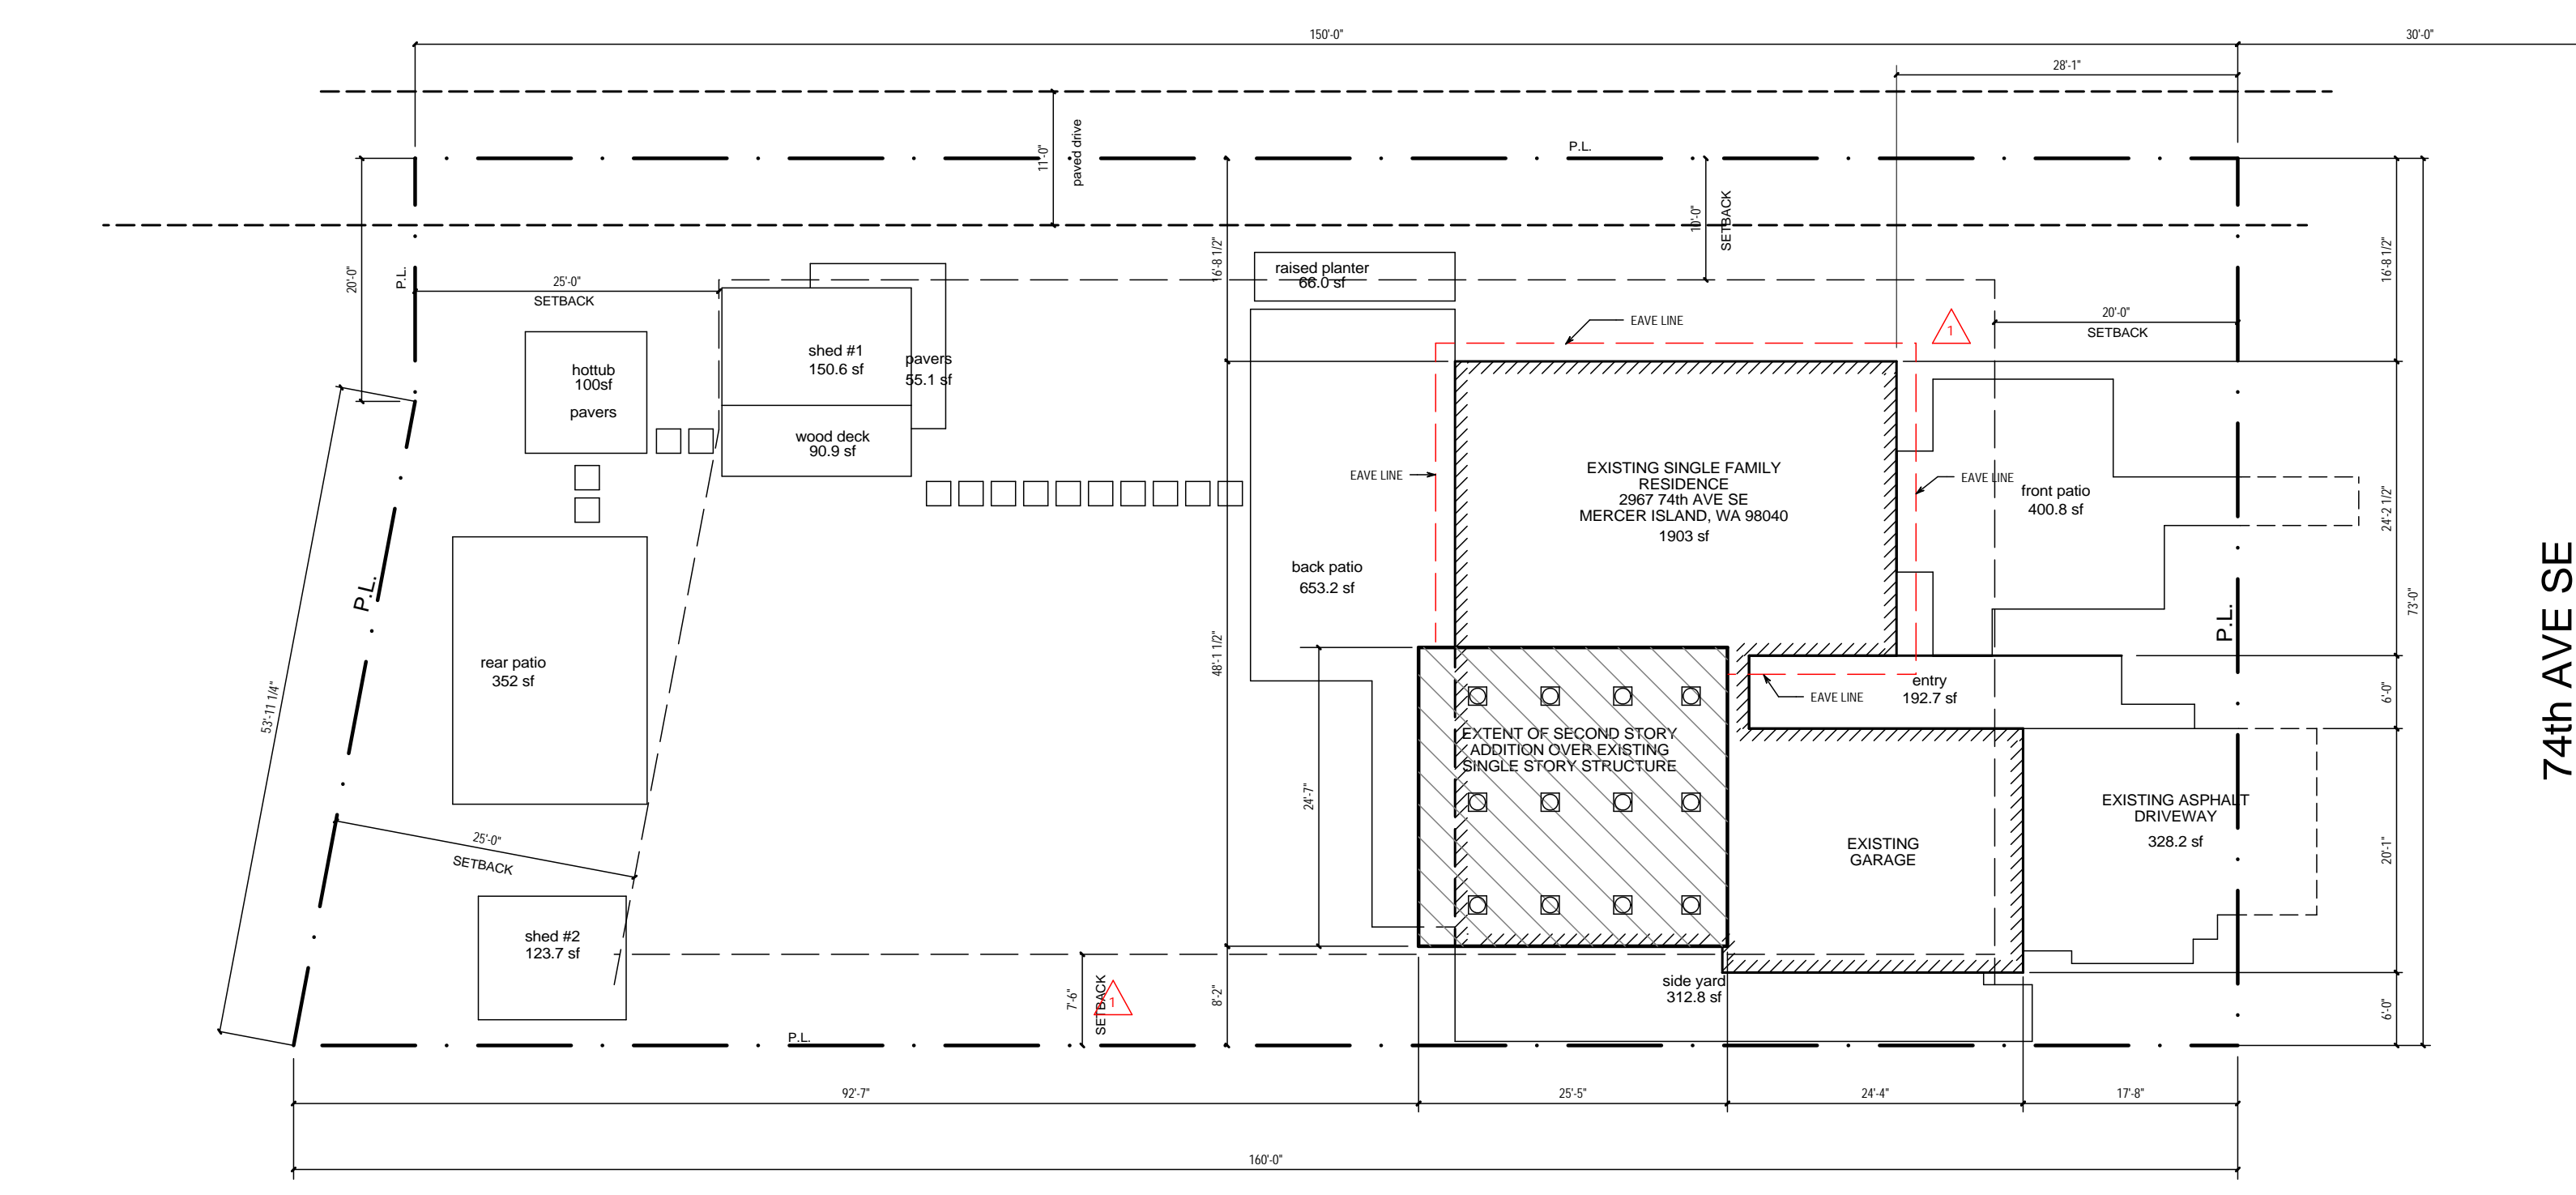 150'-0"
30'-0"
28'-1"
11'-0"
paved drive
P.L.
10'-0"
SETBACK
20'-0"
P.L.
25'-0"
SETBACK
16'-8 1/2"
raised planter
66.0 sf
EAVE LINE
1
20'-0"
SETBACK
16'-8 1/2"
hottub
100sf
pavers
shed #1
150.6 sf
pavers
55.1 sf
wood deck
90.9 sf
EAVE LINE
EXISTING SINGLE FAMILY
RESIDENCE
2967 74th AVE SE
MERCER ISLAND, WA 98040
1903 sf
EAVE LINE
front patio
400.8 sf
24'-2 1/2"
back patio
653.2 sf
P.L.
53'-11 1/4"
rear patio
352 sf
48'-1 1/2"
P.L.
73'-0"
74th AVE SE
entry
192.7 sf
EAVE LINE
6'-0"
24'-7"
EXTENT OF SECOND STORY
ADDITION OVER EXISTING
SINGLE STORY STRUCTURE
EXISTING ASPHALT
DRIVEWAY
328.2 sf
EXISTING
GARAGE
20'-1"
25'-0"
SETBACK
shed #2
123.7 sf
7'-6"
SETBACK
1
8'-2"
side yard
312.8 sf
6'-0"
P.L.
92'-7"
25'-5"
24'-4"
17'-8"
160'-0"